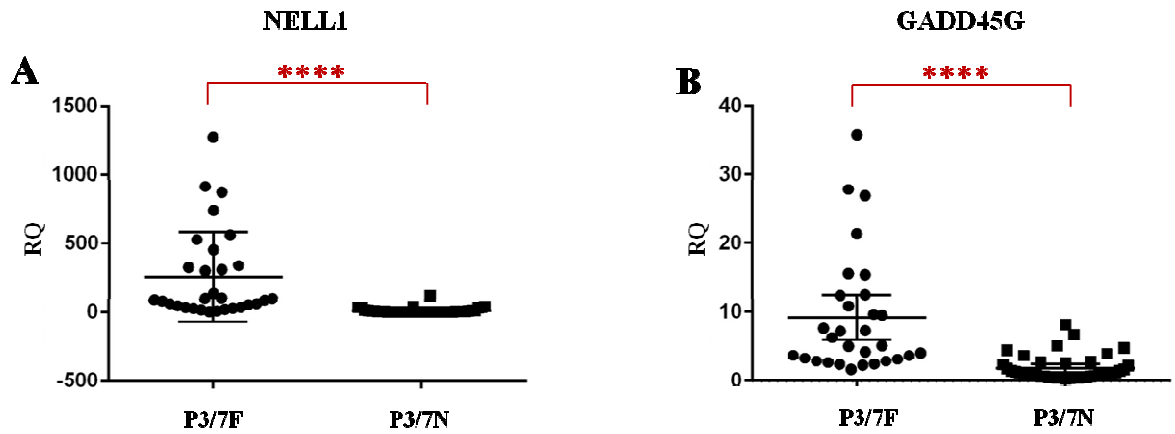 NELL1
A
****
1500
1000
500
0
-500
RQ
P3/7F
P3/7N
GADD45G
B
****
40
30
20
10
0
RQ
P3/7F
P3/7N